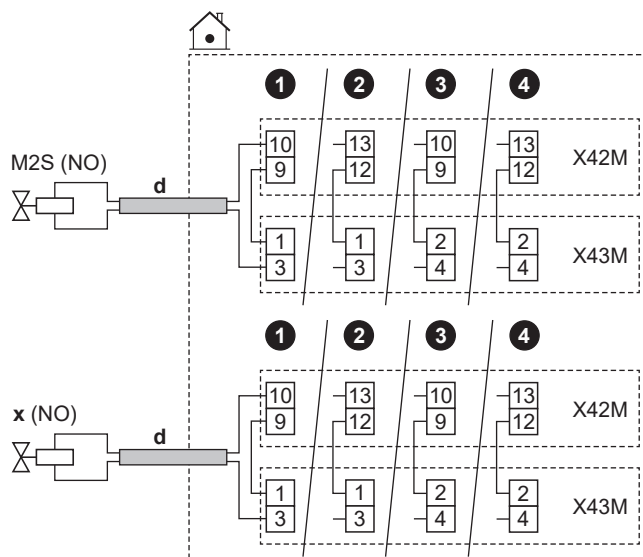 1 2 3 4
10 13 10 13
X42M
9 12 9 12
M2S (NO)
d
1 1 2 2
X43M
3 3 4 4
1 2 3 4
10 13 10 13
X42M
9 12 9 12
x (NO)
d
1 1 2 2
X43M
3 3 4 4